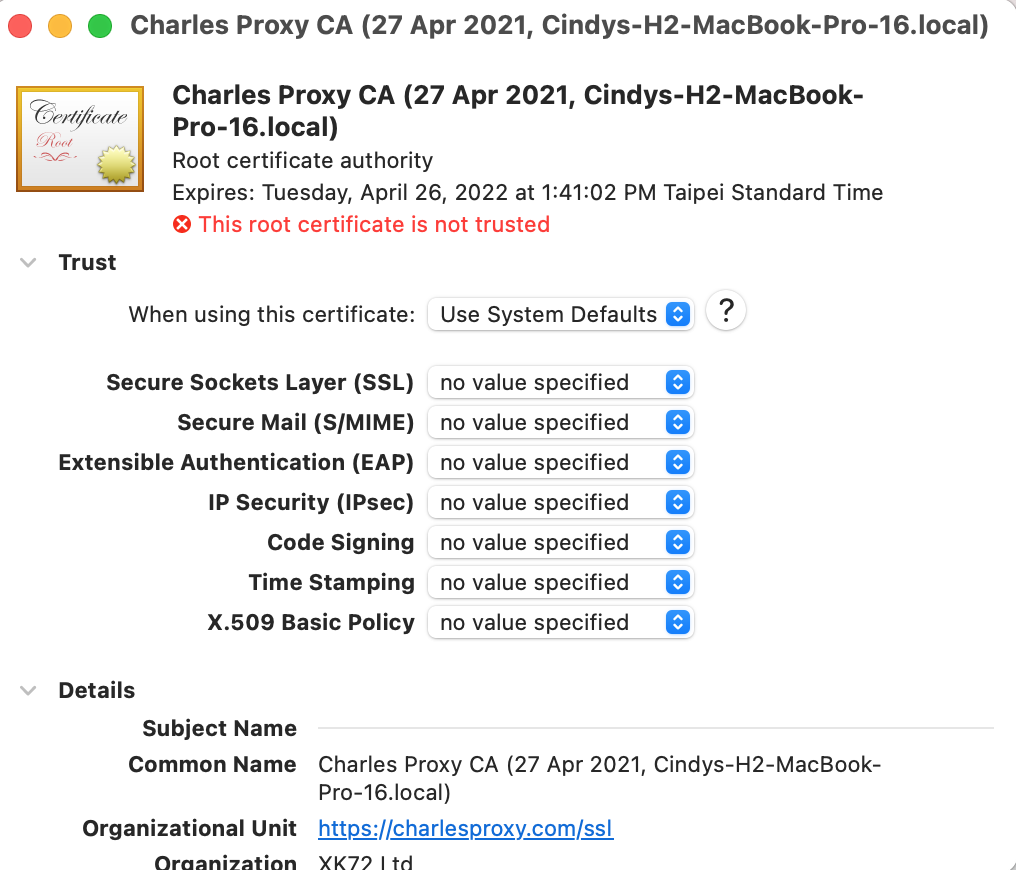 Charles Proxy CA (27 Apr 2021, Cindys-H2-MacBook-Pro-16.local)
Certificate
Root
Charles Proxy CA (27 Apr 2021, Cindys-H2-MacBook-
Pro-16.local)
Root certificate authority
Expires: Tuesday, April 26, 2022 at 1:41:02 PM Taipei Standard Time
This root certificate is not trusted
Trust
When using this certificate: Use System Defaults ?
Secure Sockets Layer (SSL) no value specified
Secure Mail (S/MIME) no value specified
Extensible Authentication (EAP) no value specified
IP Security (IPsec) no value specified
Code Signing no value specified
Time Stamping no value specified
X.509 Basic Policy no value specified
Details
Subject Name
Common Name Charles Proxy CA (27 Apr 2021, Cindys-H2-MacBook-
Pro-16.local)
Organizational Unit https://charlesproxy.com/ssl
Organization XK72 Ltd